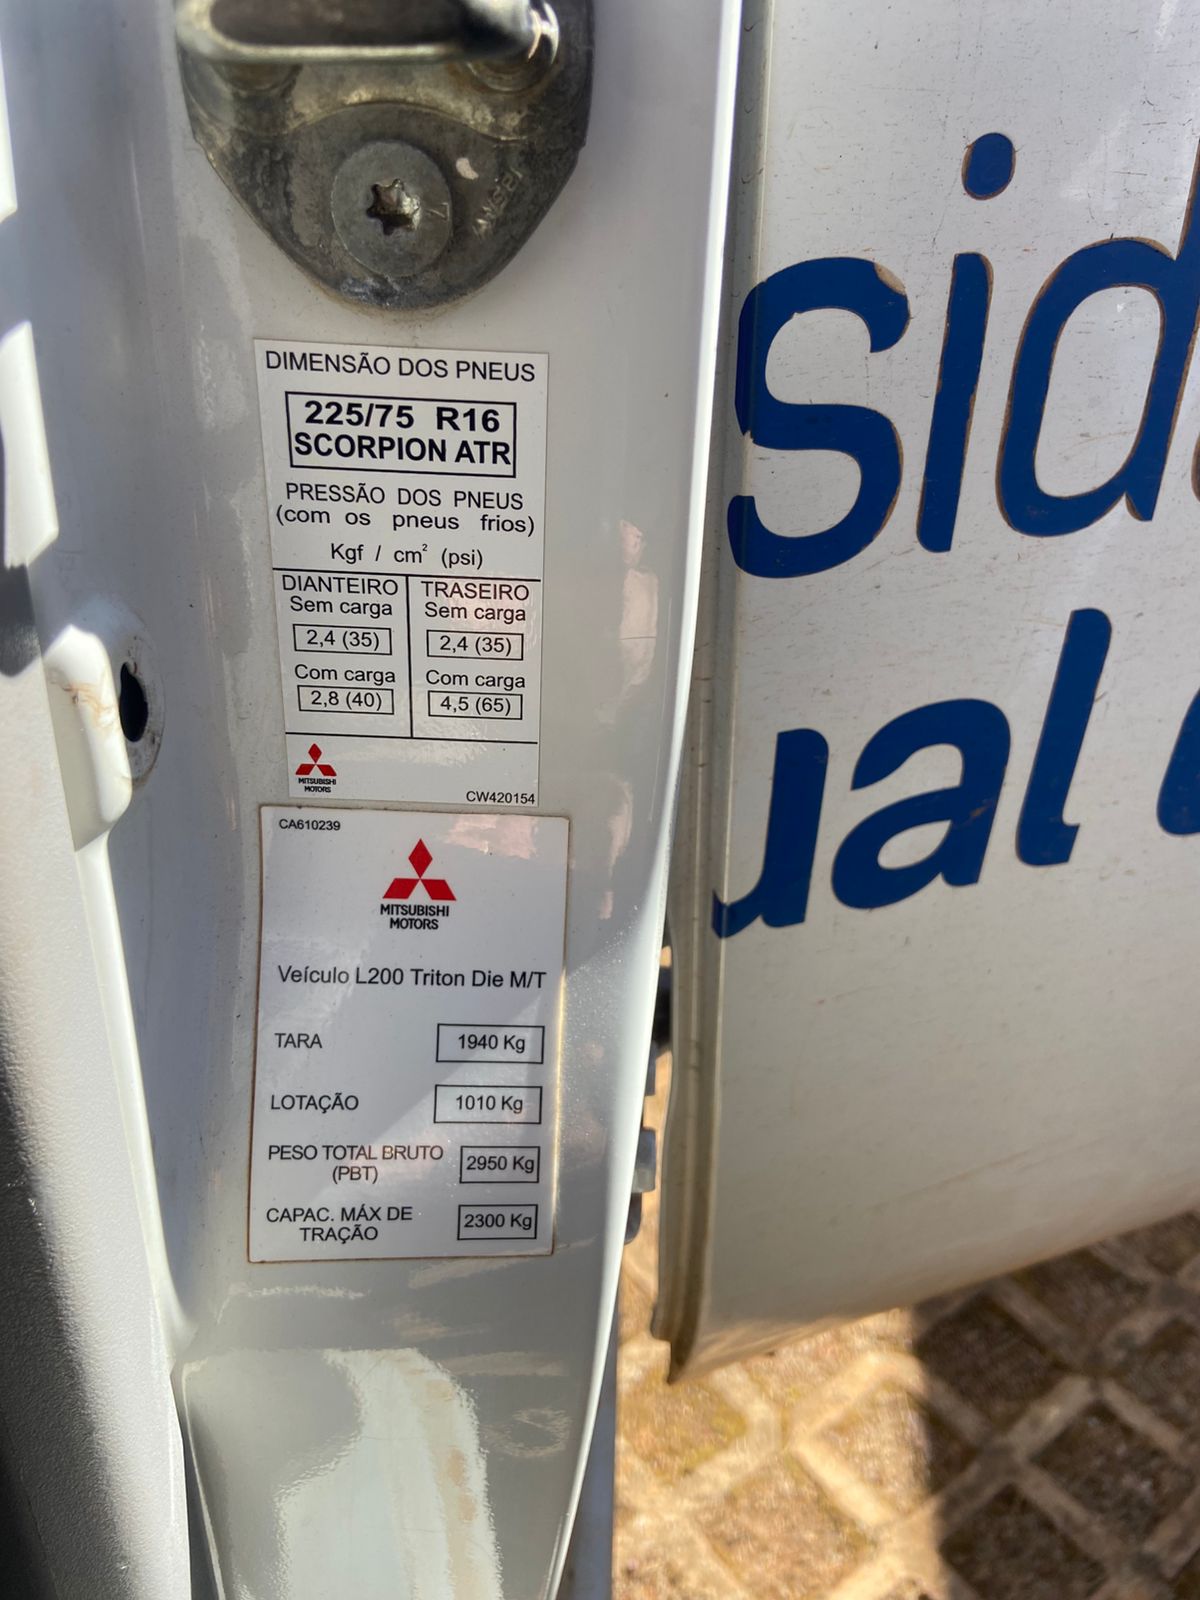 DIMENSÃO DOS PNEUS
225/75 R16
SCORPION ATR
PRESSÃO DOS PNEUS
(com os pneus frios)
Kgf / cm² (psi)
DIANTEIRO
Sem carga
2,4 (35)
Com carga
2,8 (40)
TRASEIRO
Sem carga
2,4 (35)
Com carga
4,5 (65)
MITSUBISHI
MOTORS
CW420154
CA610239
MITSUBISHI
MOTORS
Veículo L200 Triton Die M/T
TARA 1940 Kg
LOTAÇÃO 1010 Kg
PESO TOTAL BRUTO
(PBT) 2950 Kg
CAPAC. MÁX DE
TRAÇÃO 2300 Kg
sid
ual